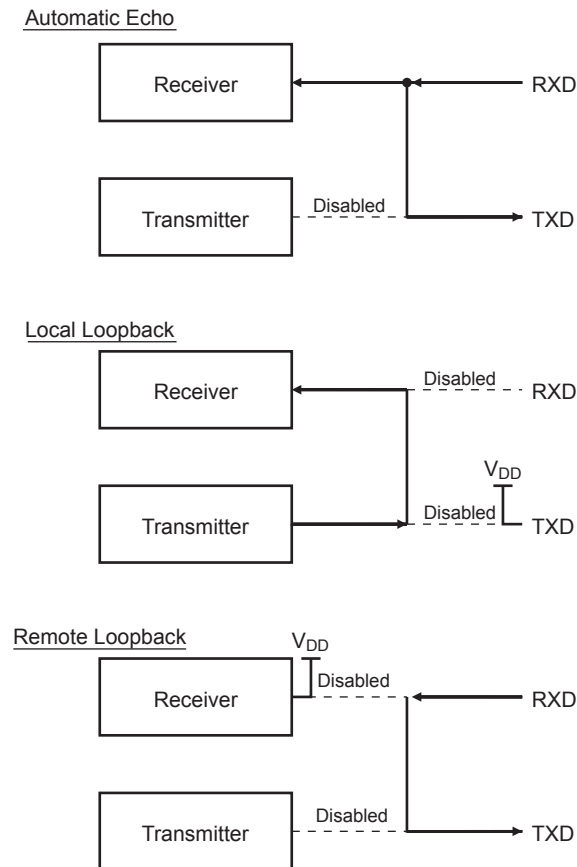 Automatic Echo
Receiver
RXD
Transmitter
Disabled
TXD
Local Loopback
Receiver
Disabled
RXD
VDD
Transmitter
Disabled
TXD
Remote Loopback
VDD
Receiver
Disabled
RXD
Transmitter
Disabled
TXD